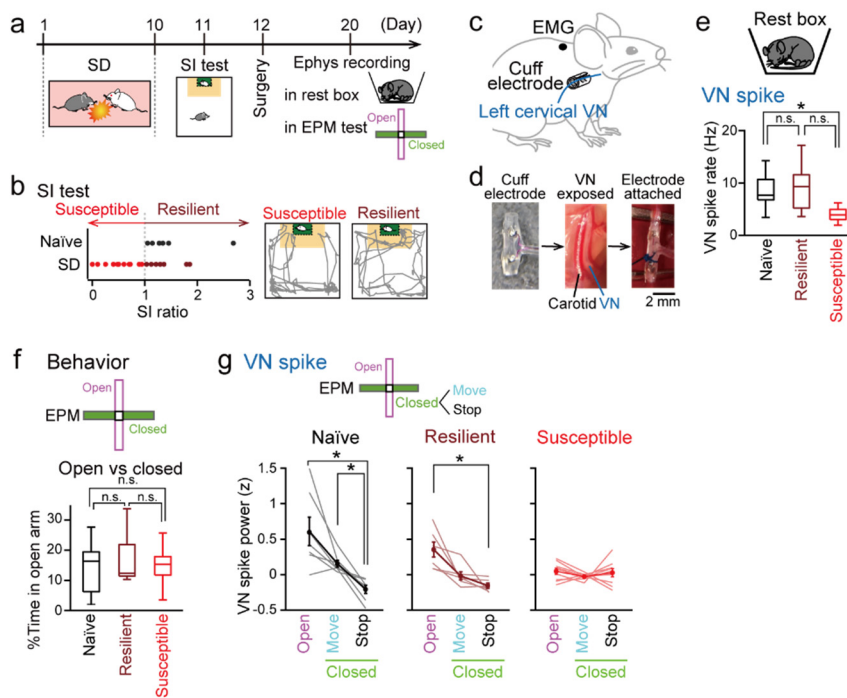 a
1 10 11 12 20 (Day)
SD
SI test
Surgery
Ephys recording
in rest box
in EPM test
Open
Closed
b
SI test
Susceptible
Resilient
Naïve
SD
0 1 2 3
SI ratio
Susceptible
Resilient
c
EMG
Cuff
electrode
Left cervical VN
d
Cuff
electrode
VN
exposed
Electrode
attached
Carotid
VN
2 mm
e
Rest box
VN spike
*
n.s.
n.s.
VN spike rate (Hz)
20
10
0
Naïve
Resilient
Susceptible
f
Behavior
Open
EPM
Closed
Open vs closed
n.s.
n.s.
n.s.
%Time in open arm
30
20
10
0
Naïve
Resilient
Susceptible
g
VN spike
Open
EPM
Closed
Move
Stop
Naïve
Resilient
Susceptible
*
*
*
VN spike power (z)
1.5
1
0.5
0
-0.5
Open
Move
Stop
Closed
Open
Move
Stop
Closed
Open
Move
Stop
Closed